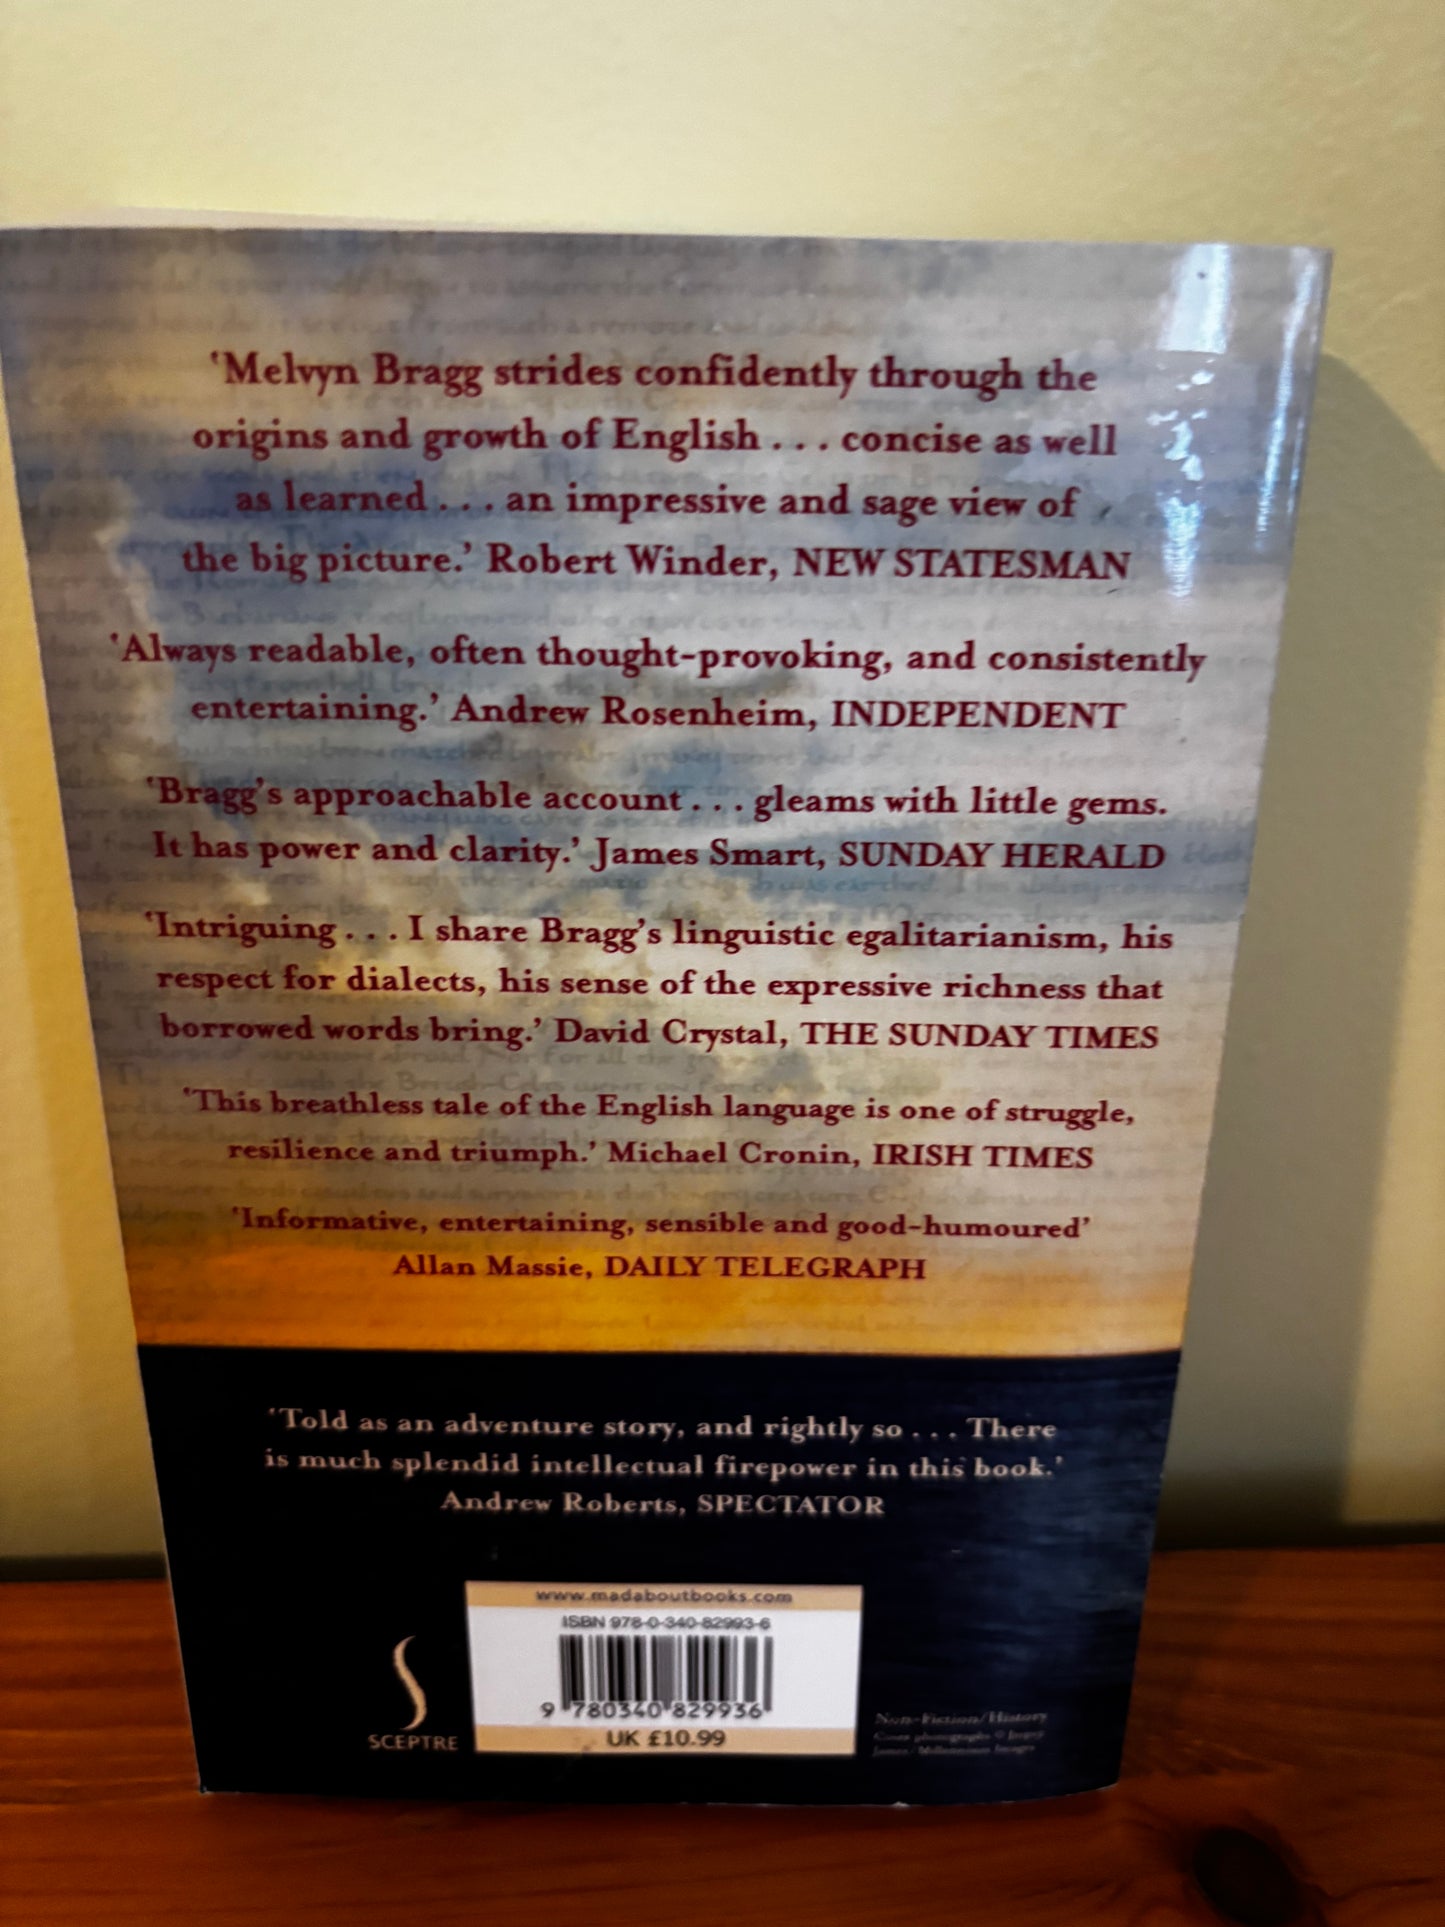 ‘Melvyn Bragg strides confidently through the
origins and growth of English . . . concise as well
as learned . . . an impressive and sage view of
the big picture.’ Robert Winder, NEW STATESMAN
‘Always readable, often thought-provoking, and consistently
entertaining.’ Andrew Rosenheim, INDEPENDENT
‘Bragg’s approachable account . . . gleams with little gems.
It has power and clarity.’ James Smart, SUNDAY HERALD
‘Intriguing . . . I share Bragg’s linguistic egalitarianism, his
respect for dialects, his sense of the expressive richness that
borrowed words bring.’ David Crystal, THE SUNDAY TIMES
‘This breathless tale of the English language is one of struggle,
resilience and triumph.’ Michael Cronin, IRISH TIMES
‘Informative, entertaining, sensible and good-humoured’
Allan Massie, DAILY TELEGRAPH
‘Told as an adventure story, and rightly so . . . There
is much splendid intellectual firepower in this book.’
Andrew Roberts, SPECTATOR
www.madaboutbooks.com
ISBN 978-0-340-82993-6
9 780340 829936
UK £10.99
SCEPTRE
Non-Fiction/History
Cover photographs ©
James/Millennium Images